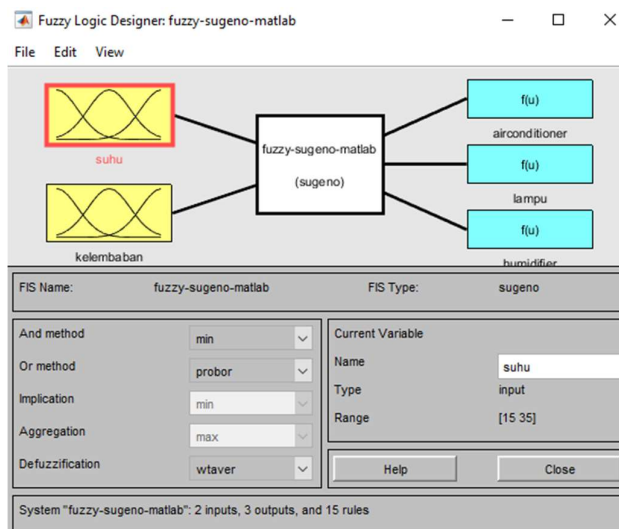 Fuzzy Logic Designer: fuzzy-sugeno-matlab
File Edit View
f(u)
airconditioner
suhu
fuzzy-sugeno-matlab
(sugeno)
f(u)
lampu
f(u)
humidifier
kelembaban
FIS Name: fuzzy-sugeno-matlab FIS Type: sugeno
And method min
Or method probor
Implication min
Aggregation max
Defuzzification wtaver
Current Variable
Name suhu
Type input
Range [15 35]
Help Close
System "fuzzy-sugeno-matlab": 2 inputs, 3 outputs, and 15 rules